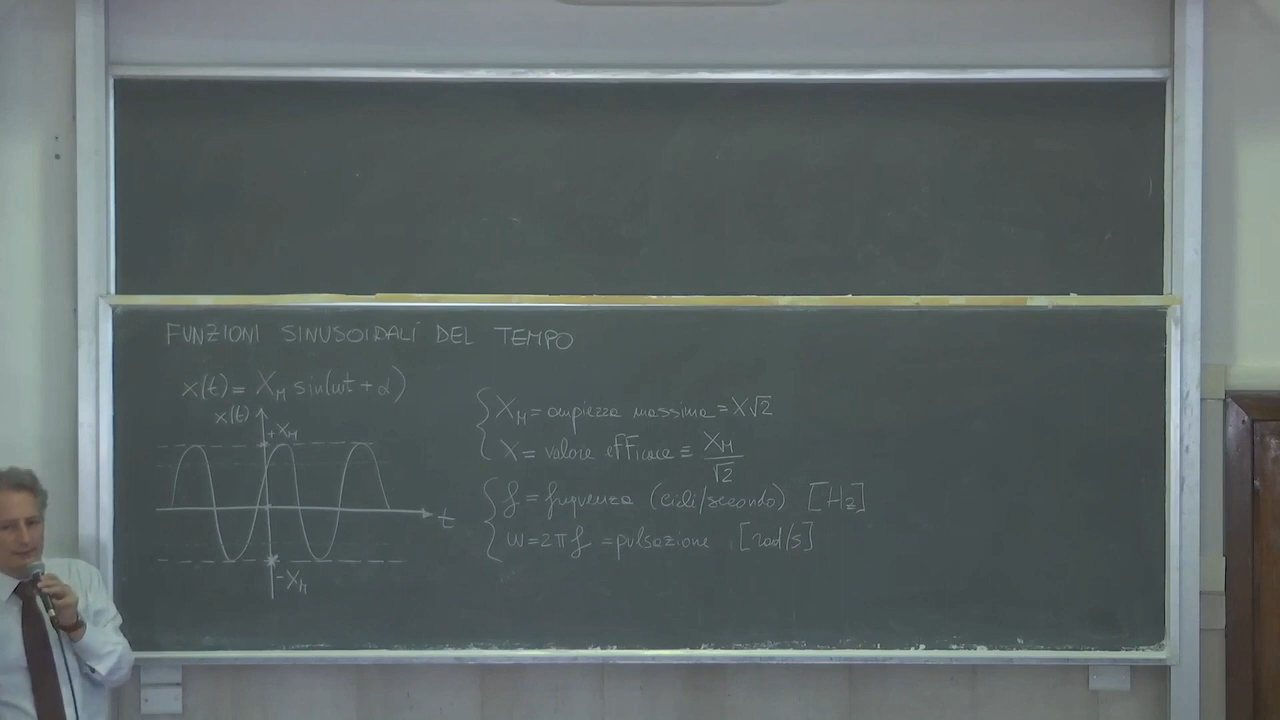 FUNZIONI SINUSOIDALI DEL TEMPO
x(t) = X_M sin(ωt + α)
x(t)
+X_M
t
-X_M
X_M = ampiezza massima = X√2
X = valore efficace = X_M/√2
f = frequenza (cicli/secondo) [Hz]
ω = 2πf = pulsazione [rad/s]